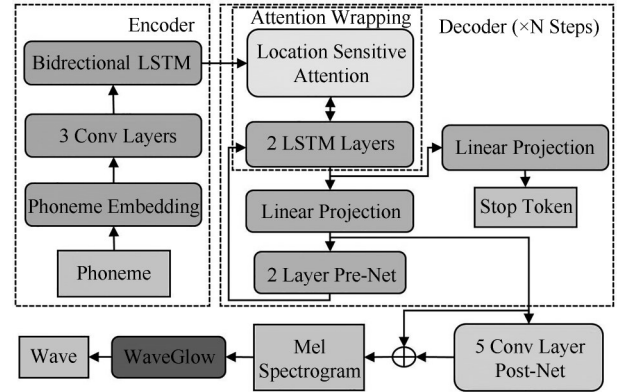 Encoder
Attention Wrapping
Decoder (×N Steps)
Bidrectional LSTM
Location Sensitive
Attention
3 Conv Layers
2 LSTM Layers
Linear Projection
Phoneme Embedding
Linear Projection
Stop Token
Phoneme
2 Layer Pre-Net
Wave
WaveGlow
Mel
Spectrogram
5 Conv Layer
Post-Net